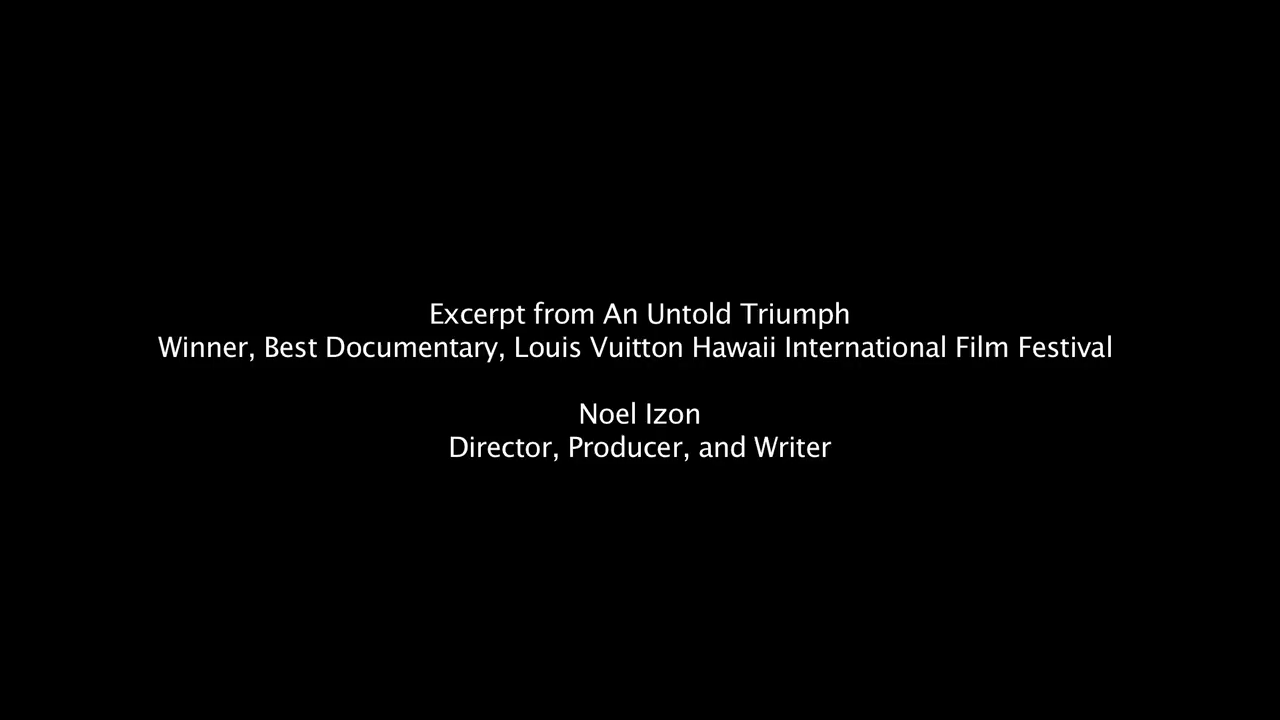 Excerpt from An Untold Triumph
Winner, Best Documentary, Louis Vuitton Hawaii International Film Festival
Noel Izon
Director, Producer, and Writer